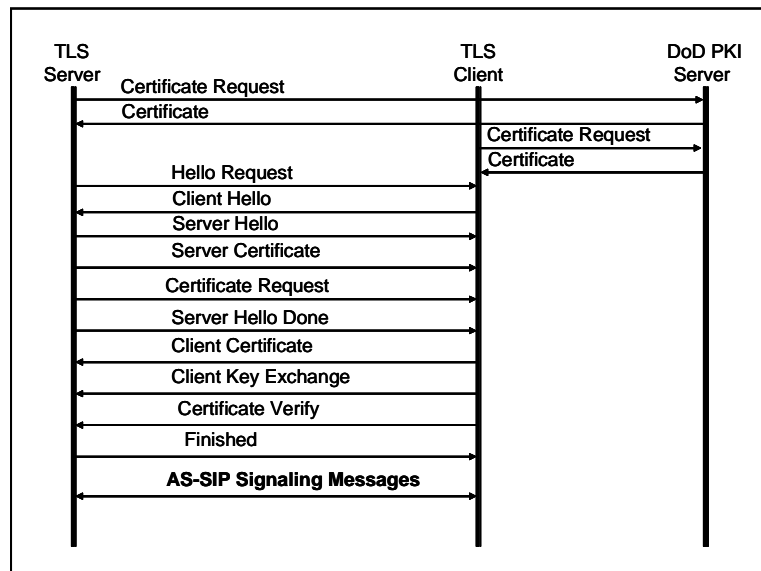 TLS
Server
TLS
Client
DoD PKI
Server
Certificate Request
Certificate
Certificate Request
Certificate
Hello Request
Client Hello
Server Hello
Server Certificate
Certificate Request
Server Hello Done
Client Certificate
Client Key Exchange
Certificate Verify
Finished
AS-SIP Signaling Messages